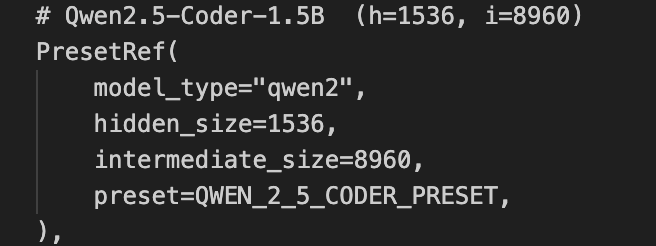 # Qwen2.5-Coder-1.5B  (h=1536, i=8960)
PresetRef(
    model_type="qwen2",
    hidden_size=1536,
    intermediate_size=8960,
    preset=QWEN_2_5_CODER_PRESET,
),